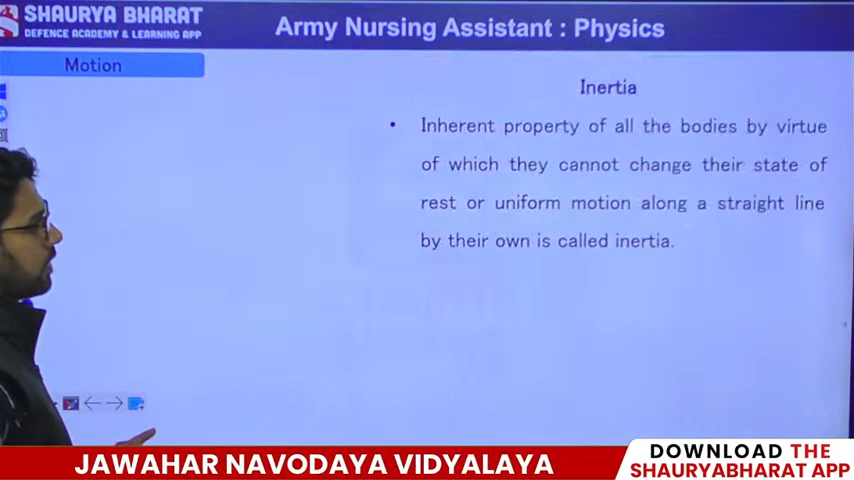 SHAURYA BHARAT
DEFENCE ACADEMY & LEARNING APP
Army Nursing Assistant : Physics
Motion
Inertia
• Inherent property of all the bodies by virtue
of which they cannot change their state of
rest or uniform motion along a straight line
by their own is called inertia.
JAWAHAR NAVODAYA VIDYALAYA
DOWNLOAD THE
SHAURYABHARAT APP